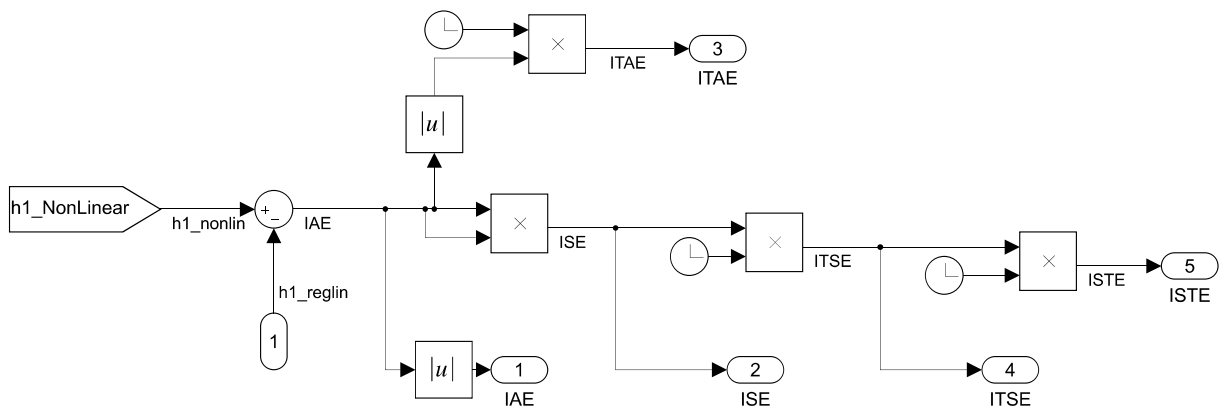 ITAE
3
ITAE
|u|
h1_NonLinear
h1_nonlin
+
−
IAE
ISE
ITSE
ISTE
5
ISTE
h1_reglin
1
|u|
1
IAE
2
ISE
4
ITSE